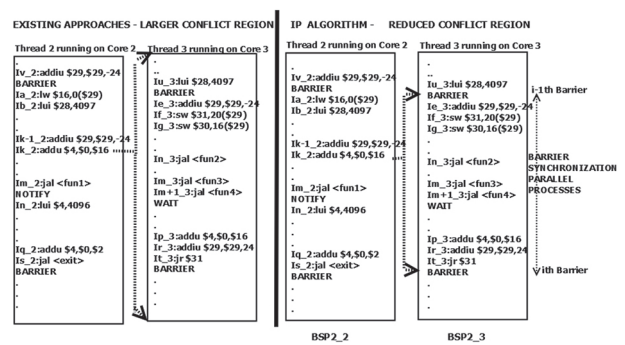 EXISTING APPROACHES - LARGER CONFLICT REGION
Thread 2 running on Core 2
.
Iv_2:addiu $29,$29,-24
BARRIER
Ia_2:lw $16,0($29)
Ib_2:lui $28,4097
.
.
Ik-1_2:addiu $29,$29,-24
Ik_2:addu $4,$0,$16
.
.
Im_2:jal <fun1>
NOTIFY
In_2:lui $4,4096
.
.
.
Iq_2:addu $4,$0,$2
Is_2:jal <exit>
BARRIER
.
.
.
Thread 3 running on Core 3
.
..
Iu_3:lui $28,4097
BARRIER
Ie_3:addiu $29,$29,-24
If_3:sw $31,20($29)
Ig_3:sw $30,16($29)
.
.
In_3:jal <fun2>
.
Im_3:jal <fun3>
Im+1_3:jal <fun4>
WAIT
.
.
Ip_3:addu $4,$0,$16
Ir_3:addiu $29,$29,24
It_3:jr $31
BARRIER
.
.
.
IP ALGORITHM - REDUCED CONFLICT REGION
Thread 2 running on Core 2
.
Iv_2:addiu $29,$29,-24
BARRIER
Ia_2:lw $16,0($29)
Ib_2:lui $28,4097
.
.
Ik-1_2:addiu $29,$29,-24
Ik_2:addu $4,$0,$16
.
.
Im_2:jal <fun1>
NOTIFY
In_2:lui $4,4096
.
.
.
Iq_2:addu $4,$0,$2
Is_2:jal <exit>
BARRIER
.
.
.
BSP2_2
Thread 3 running on Core 3
.
..
Iu_3:lui $28,4097
BARRIER
Ie_3:addiu $29,$29,-24
If_3:sw $31,20($29)
Ig_3:sw $30,16($29)
.
.
In_3:jal <fun2>
.
Im_3:jal <fun3>
Im+1_3:jal <fun4>
WAIT
.
.
Ip_3:addu $4,$0,$16
Ir_3:addiu $29,$29,24
It_3:jr $31
BARRIER
.
.
.
BSP2_3
i-1th Barrier
BARRIER
SYNCHRONIZATION
PARALLEL
PROCESSES
ith Barrier